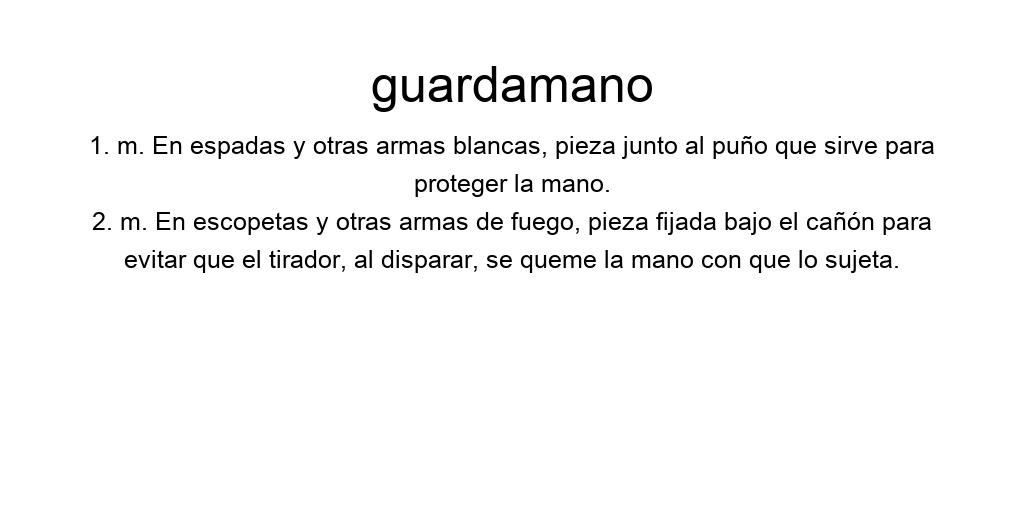 guardamano
1. m. En espadas y otras armas blancas, pieza junto al puño que sirve para
proteger la mano.
2. m. En escopetas y otras armas de fuego, pieza fijada bajo el cañón para
evitar que el tirador, al disparar, se queme la mano con que lo sujeta.